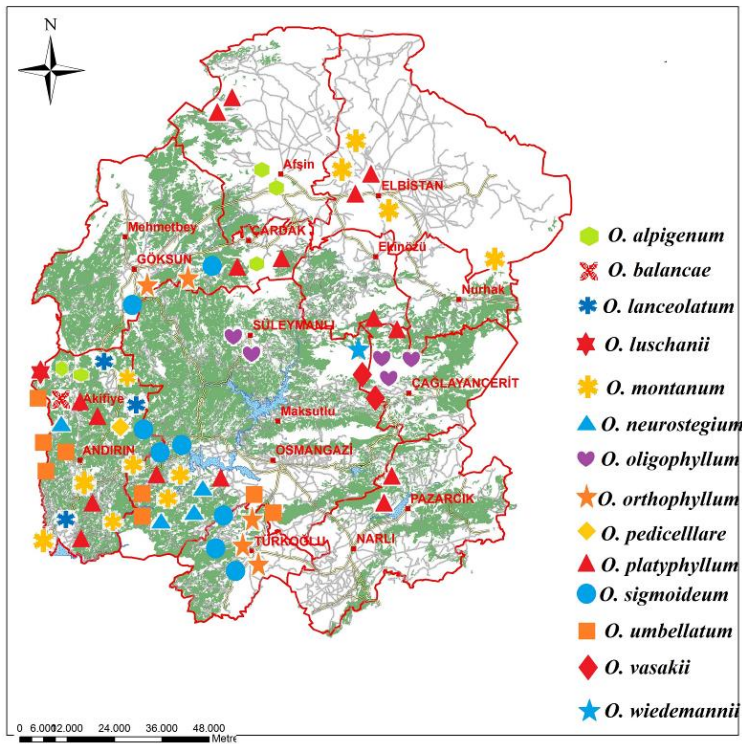 N
Afşin
ELBİSTAN
Mehmetbey
ÇARDAK
Ekinözü
GÖKSUN
Nurhak
SÜLEYMANLI
ÇAĞLAYANCERİT
Akifiye
Maksutlu
ANDIRIN
OSMANGAZİ
PAZARCIK
TÜRKOĞLU
NARLI
O. alpigenum
O. balancae
O. lanceolatum
O. luschanii
O. montanum
O. neurostegium
O. oligophyllum
O. orthophyllum
O. pedicelllare
O. platyphyllum
O. sigmoideum
O. umbellatum
O. vasakii
O. wiedemannii
0 6.000 12.000 24.000 36.000 48.000
Metre